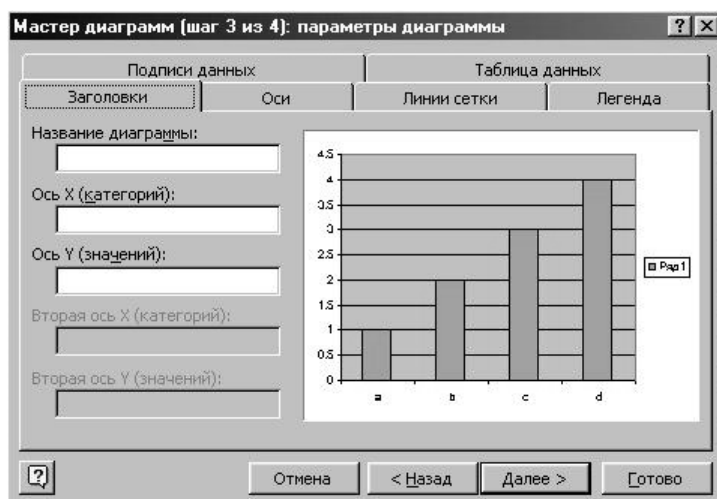 Мастер диаграмм (шаг 3 из 4): параметры диаграммы
Подписи данных
Таблица данных
Заголовки
Оси
Линии сетки
Легенда
Название диаграммы:
Ось X (категорий):
Ось Y (значений):
Вторая ось X (категорий):
Вторая ось Y (значений):
4.5
4
3.5
3
2.5
2
1.5
1
0.5
0
a b c d
Ряд1
Отмена
< Назад
Далее >
Готово